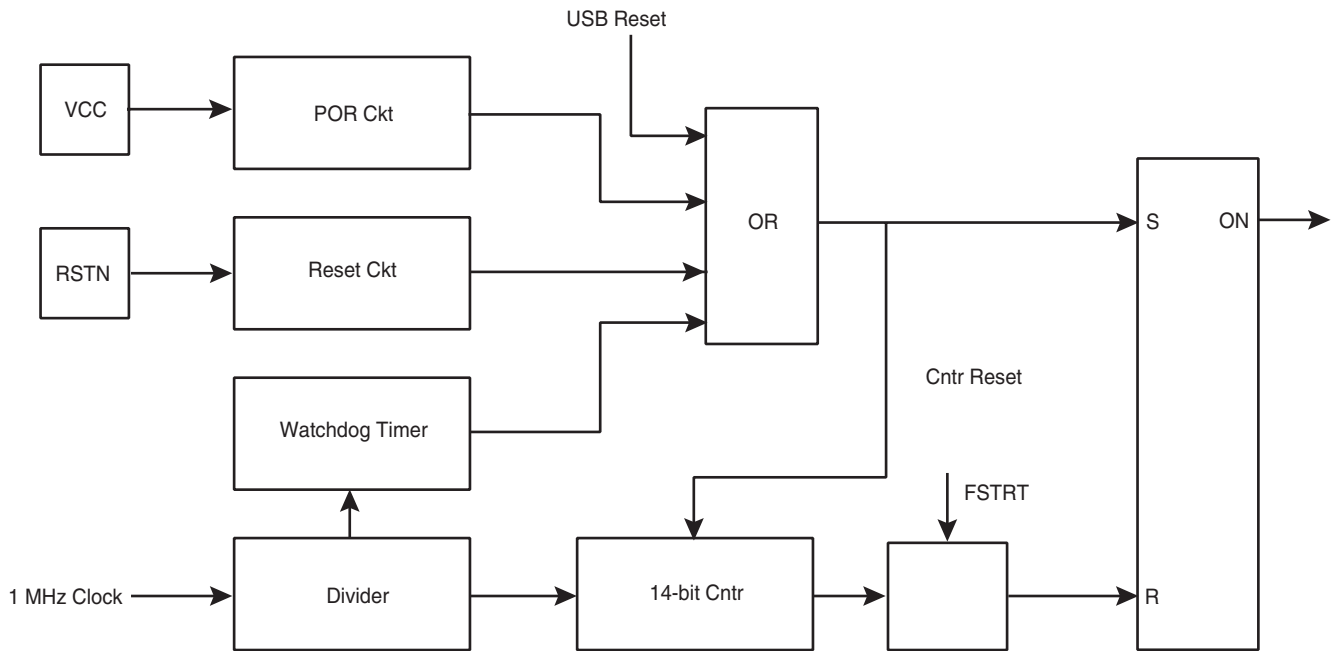 USB Reset
VCC
POR Ckt
OR
S
ON
RSTN
Reset Ckt
Cntr Reset
Watchdog Timer
FSTRT
1 MHz Clock
Divider
14-bit Cntr
R